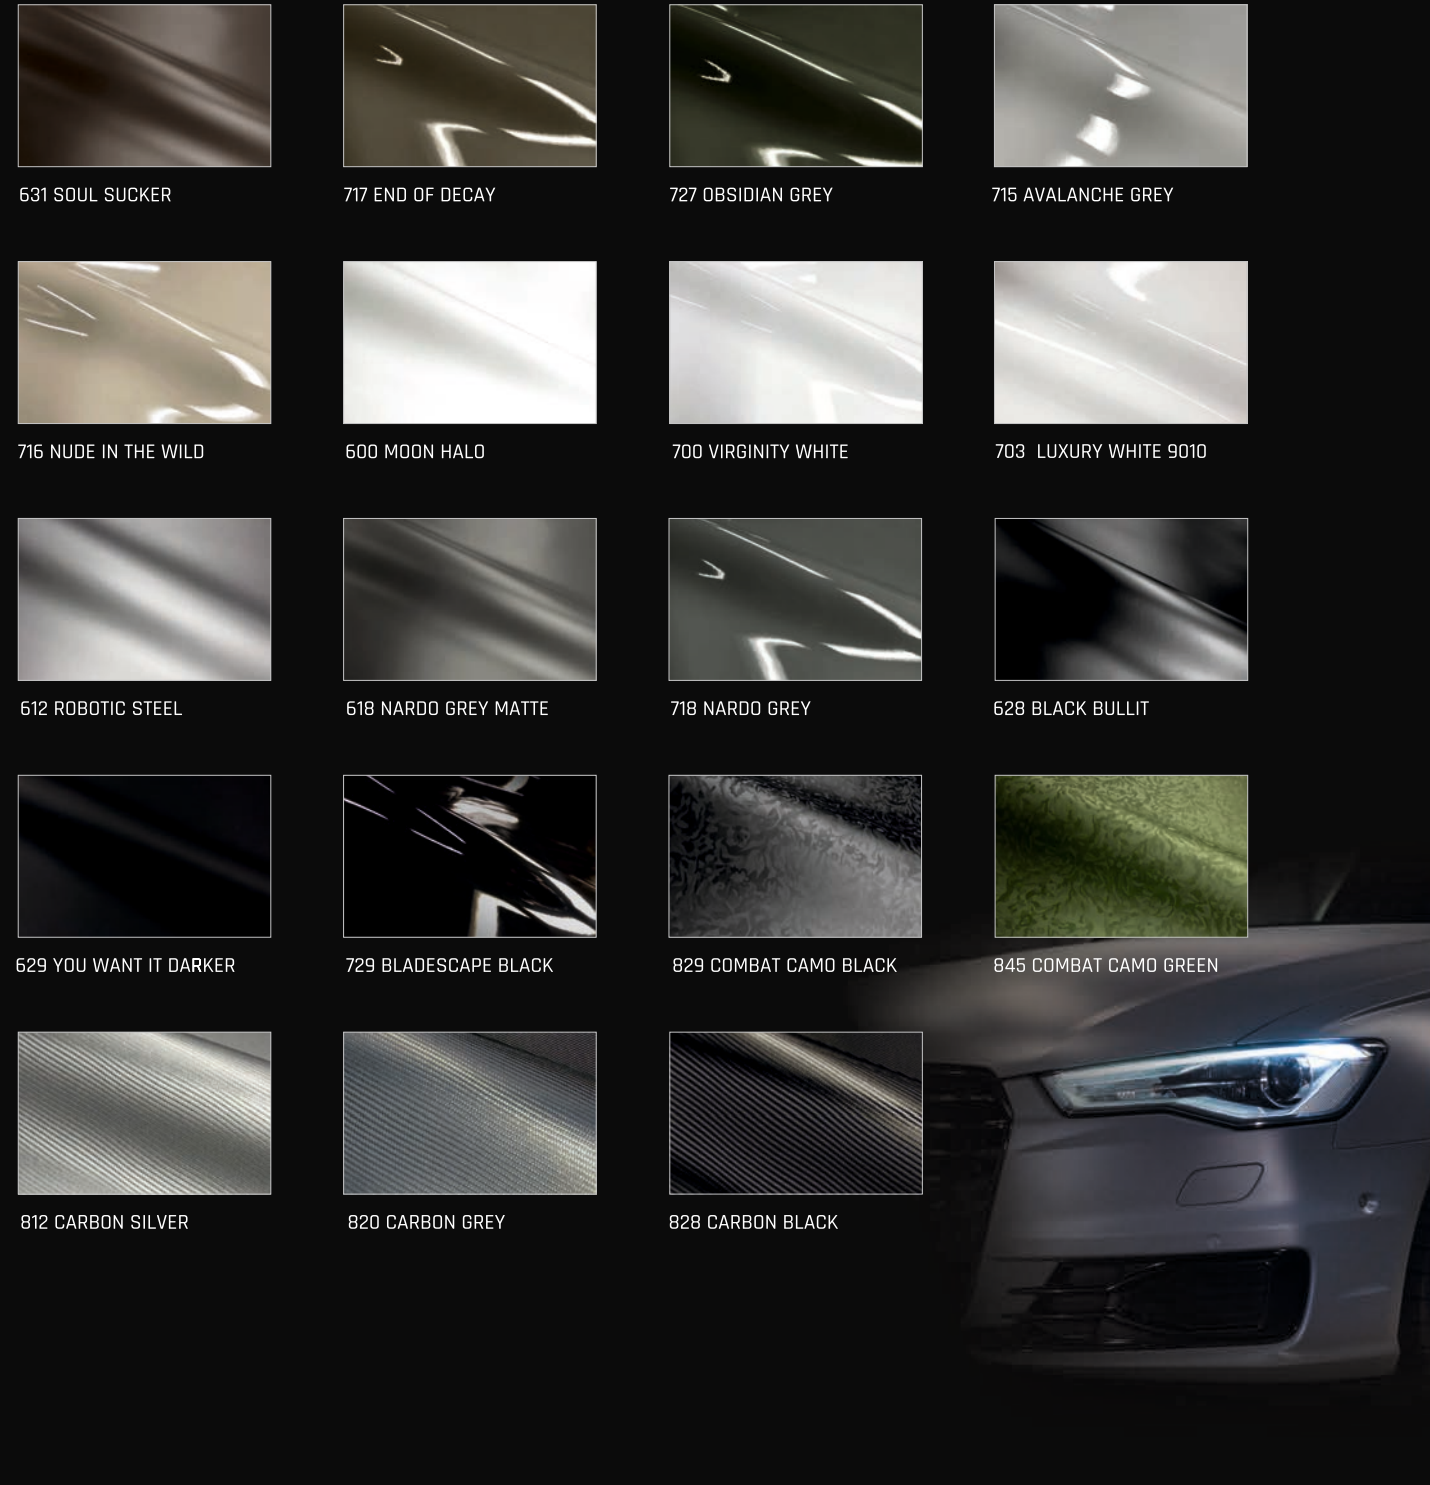 631 SOUL SUCKER
717 END OF DECAY
727 OBSIDIAN GREY
715 AVALANCHE GREY
716 NUDE IN THE WILD
600 MOON HALO
700 VIRGINITY WHITE
703 LUXURY WHITE 9010
612 ROBOTIC STEEL
618 NARDO GREY MATTE
718 NARDO GREY
628 BLACK BULLIT
629 YOU WANT IT DARKER
729 BLADESCAPE BLACK
829 COMBAT CAMO BLACK
845 COMBAT CAMO GREEN
812 CARBON SILVER
820 CARBON GREY
828 CARBON BLACK